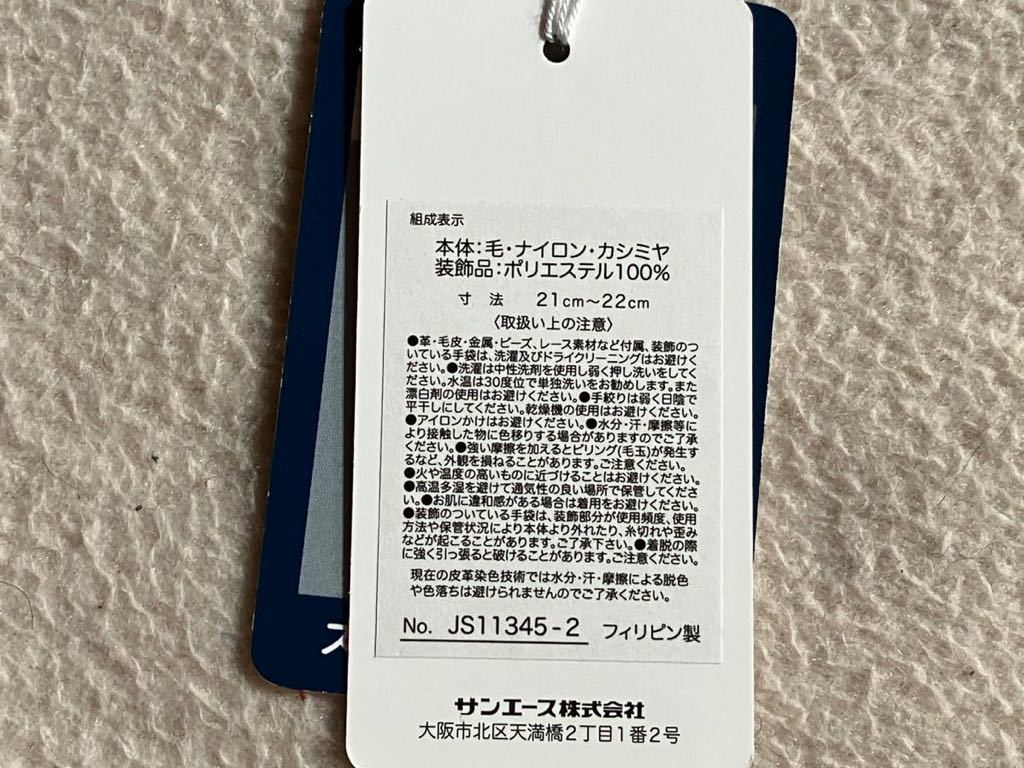 組成表示
本体:毛・ナイロン・カシミヤ
装飾品:ポリエステル100%
寸 法 21cm〜22cm
〈取扱い上の注意〉
●革・毛皮・金属・ビーズ、レース素材など付属、装飾のつ
いている手袋は、洗濯及びドライクリーニングはお避けく
ださい。●洗濯は中性洗剤を使用し弱く押し洗いをしてく
ださい。水温は30度位で単独洗いをお勧めします。また
漂白剤の使用はお避けください。●手絞りは弱く日陰で
平干しにしてください。乾燥機の使用はお避けください。
●アイロンかけはお避けください。●水分・汗・摩擦等に
より接触した物に色移りする場合がありますのでご了承
ください。●強い摩擦を加えるとピリング(毛玉)が発生す
るなど、外観を損ねることがあります。ご注意ください。
●火や温度の高いものに近づけることはお避けください。
●高温多湿を避けて通気性の良い場所で保管してくださ
い。●お肌に違和感がある場合は着用をお避けください。
●装飾のついている手袋は、装飾部分が使用頻度、使用
方法や保管状況により本体より外れたり、糸切れや歪み
などが起こることがあります。ご了承下さい。●着脱の際
に強く引っ張ると破けることがあります。ご注意ください。
現在の皮革染色技術では水分・汗・摩擦による脱色
や色落ちは避けられませんのでご了承ください。
No. JS11345-2 フィリピン製
サンエース株式会社
大阪市北区天満橋2丁目1番2号